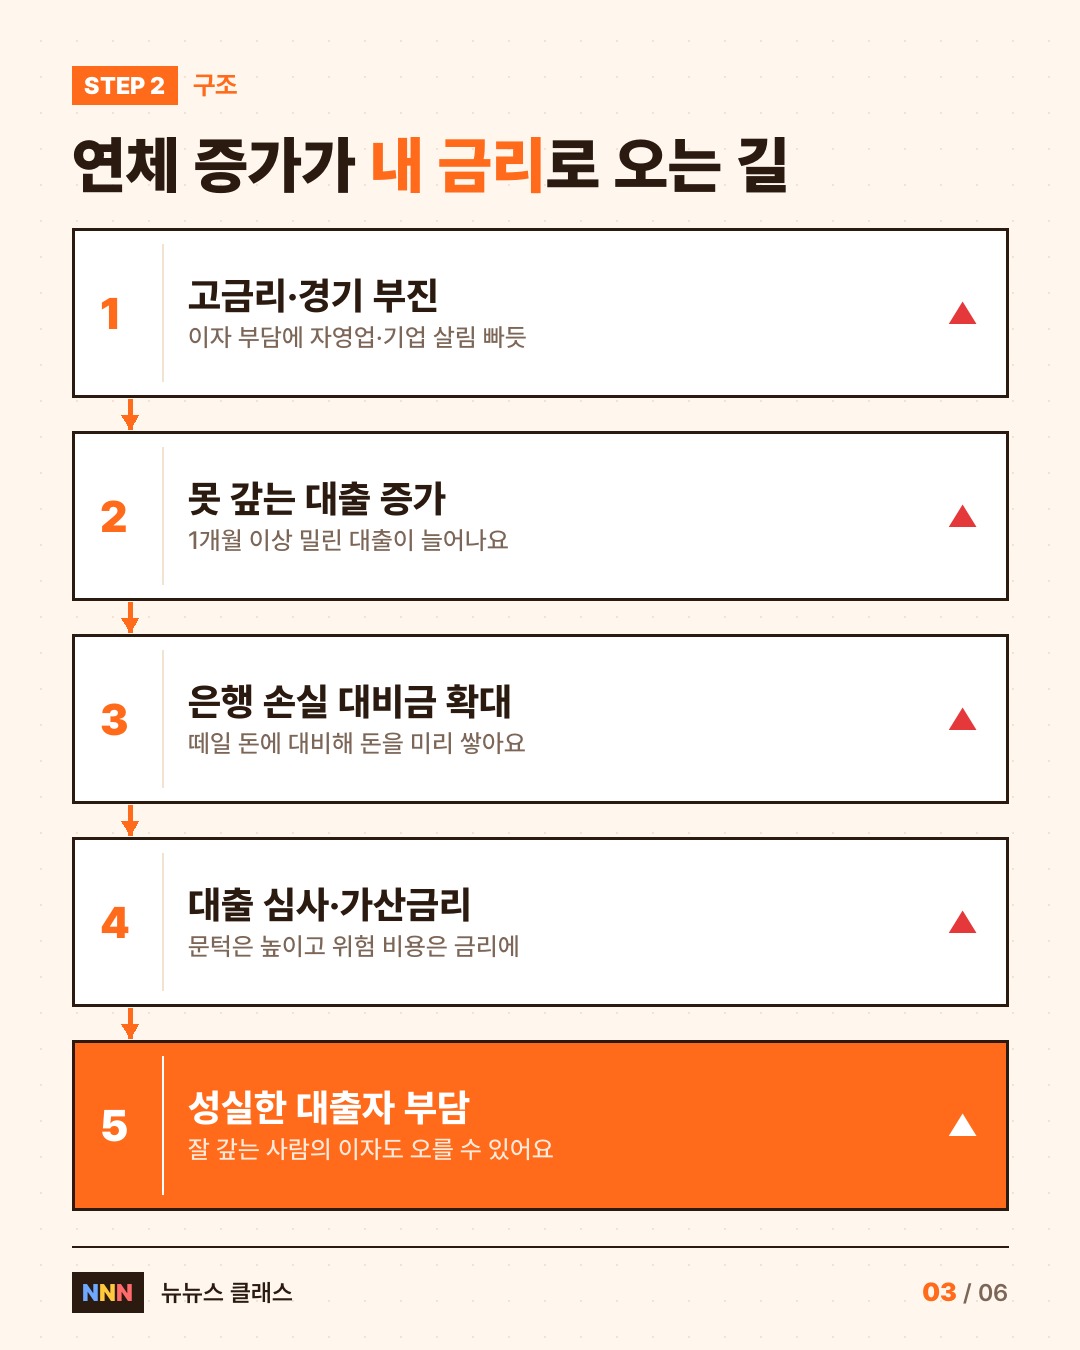 STEP 2 구조
연체 증가가 내 금리로 오는 길
1
고금리·경기 부진
이자 부담에 자영업·기업 살림 빠듯
2
못 갚는 대출 증가
1개월 이상 밀린 대출이 늘어나요
3
은행 손실 대비금 확대
떼일 돈에 대비해 돈을 미리 쌓아요
4
대출 심사·가산금리
문턱은 높이고 위험 비용은 금리에
5
성실한 대출자 부담
잘 갚는 사람의 이자도 오를 수 있어요
NNN 뉴뉴스 클래스
03 / 06